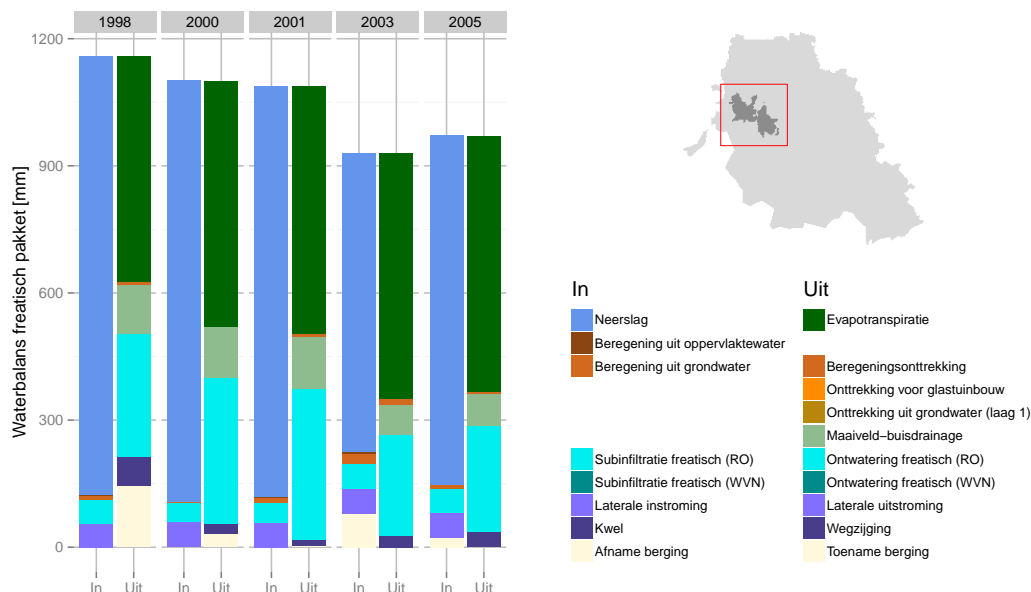 1998 2000 2001 2003 2005
Waterbalans freatisch pakket [mm]
1200
900
600
300
0
In Uit In Uit In Uit In Uit In Uit
In Uit
Neerslag Evapotranspiratie
Beregening uit oppervlaktewater
Beregening uit grondwater Beregeningsonttrekking
Onttrekking voor glastuinbouw
Onttrekking uit grondwater (laag 1)
Maaiveld−buisdrainage
Subinfiltratie freatisch (RO) Ontwatering freatisch (RO)
Subinfiltratie freatisch (WVN) Ontwatering freatisch (WVN)
Laterale instroming Laterale uitstroming
Kwel Wegzijging
Afname berging Toename berging